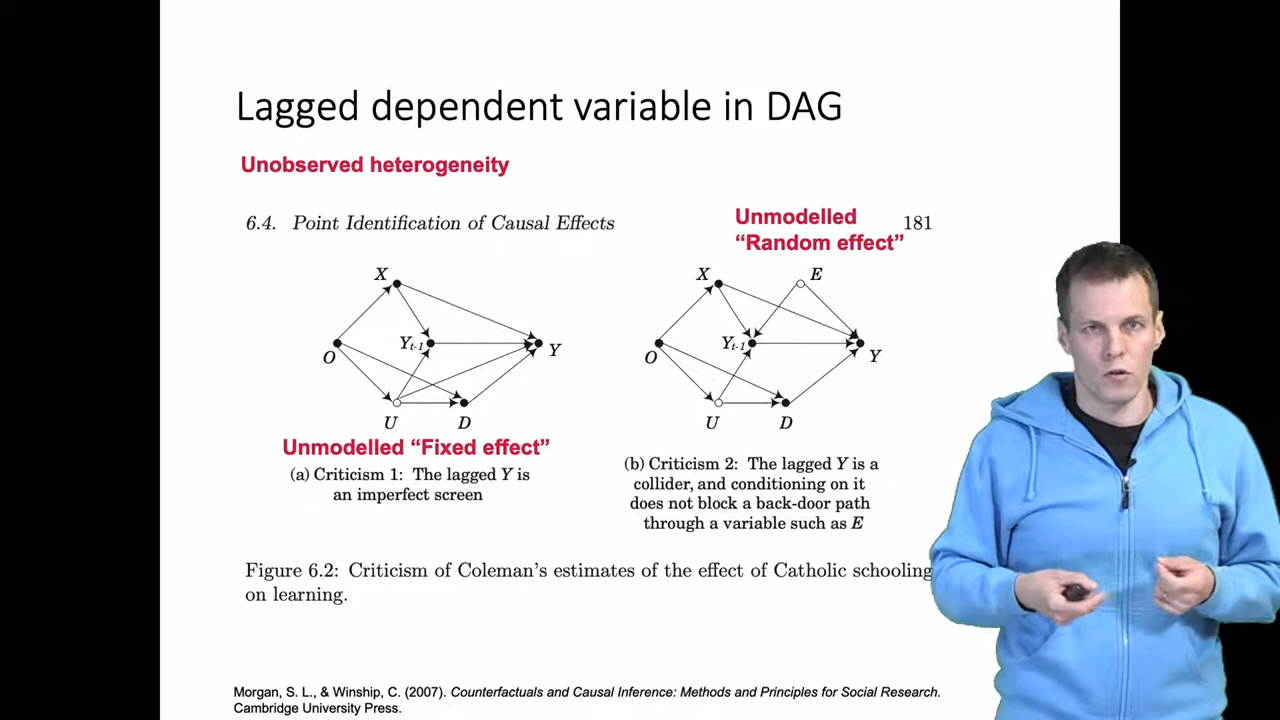 Lagged dependent variable in DAG
Unobserved heterogeneity
6.4. Point Identification of Causal Effects
Unmodelled
“Random effect”
181
X
O
Yt-1
Y
U
D
Unmodelled “Fixed effect”
(a) Criticism 1: The lagged Y is
an imperfect screen
X
E
O
Yt-1
Y
U
D
(b) Criticism 2: The lagged Y is a
collider, and conditioning on it
does not block a back-door path
through a variable such as E
Figure 6.2: Criticism of Coleman’s estimates of the effect of Catholic schooling
on learning.
Morgan, S. L., & Winship, C. (2007). Counterfactuals and Causal Inference: Methods and Principles for Social Research.
Cambridge University Press.